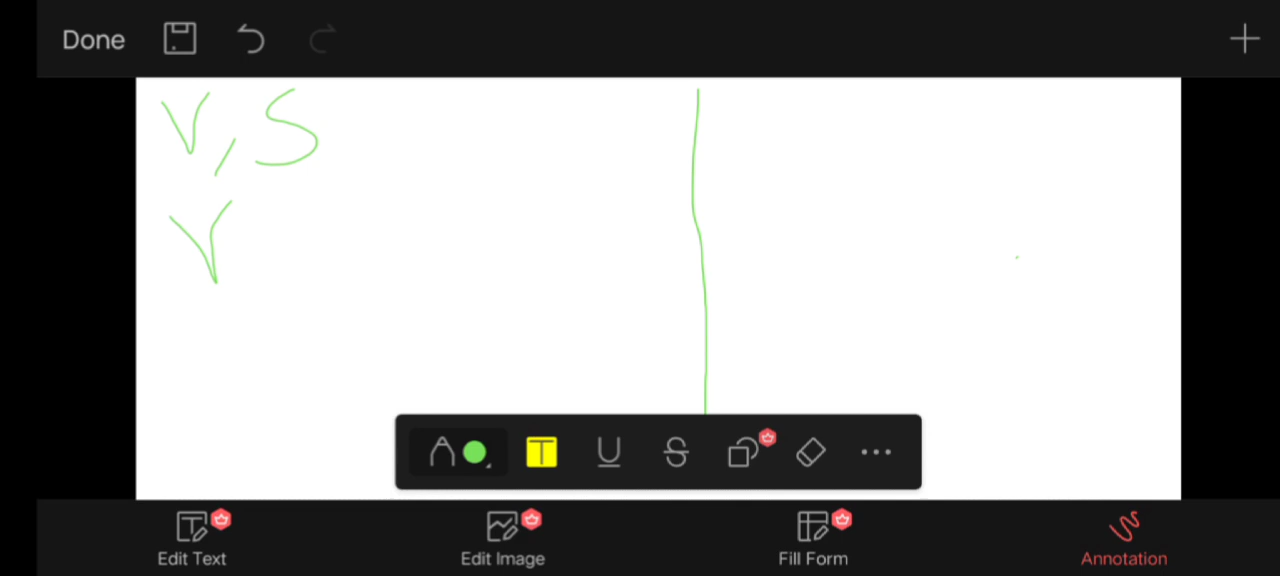 Done
V, S
V
Edit Text
Edit Image
Fill Form
Annotation